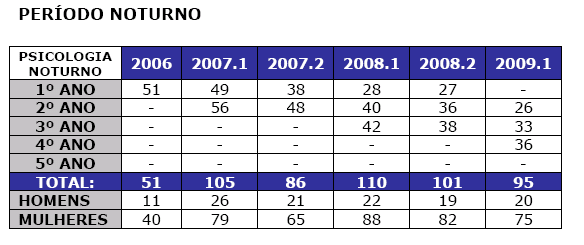 PERÍODO NOTURNO
PSICOLOGIA NOTURNO 2006 2007.1 2007.2 2008.1 2008.2 2009.1
1º ANO 51 49 38 28 27 -
2º ANO - 56 48 40 36 26
3º ANO - - - 42 38 33
4º ANO - - - - - 36
5º ANO - - - - - -
TOTAL: 51 105 86 110 101 95
HOMENS 11 26 21 22 19 20
MULHERES 40 79 65 88 82 75